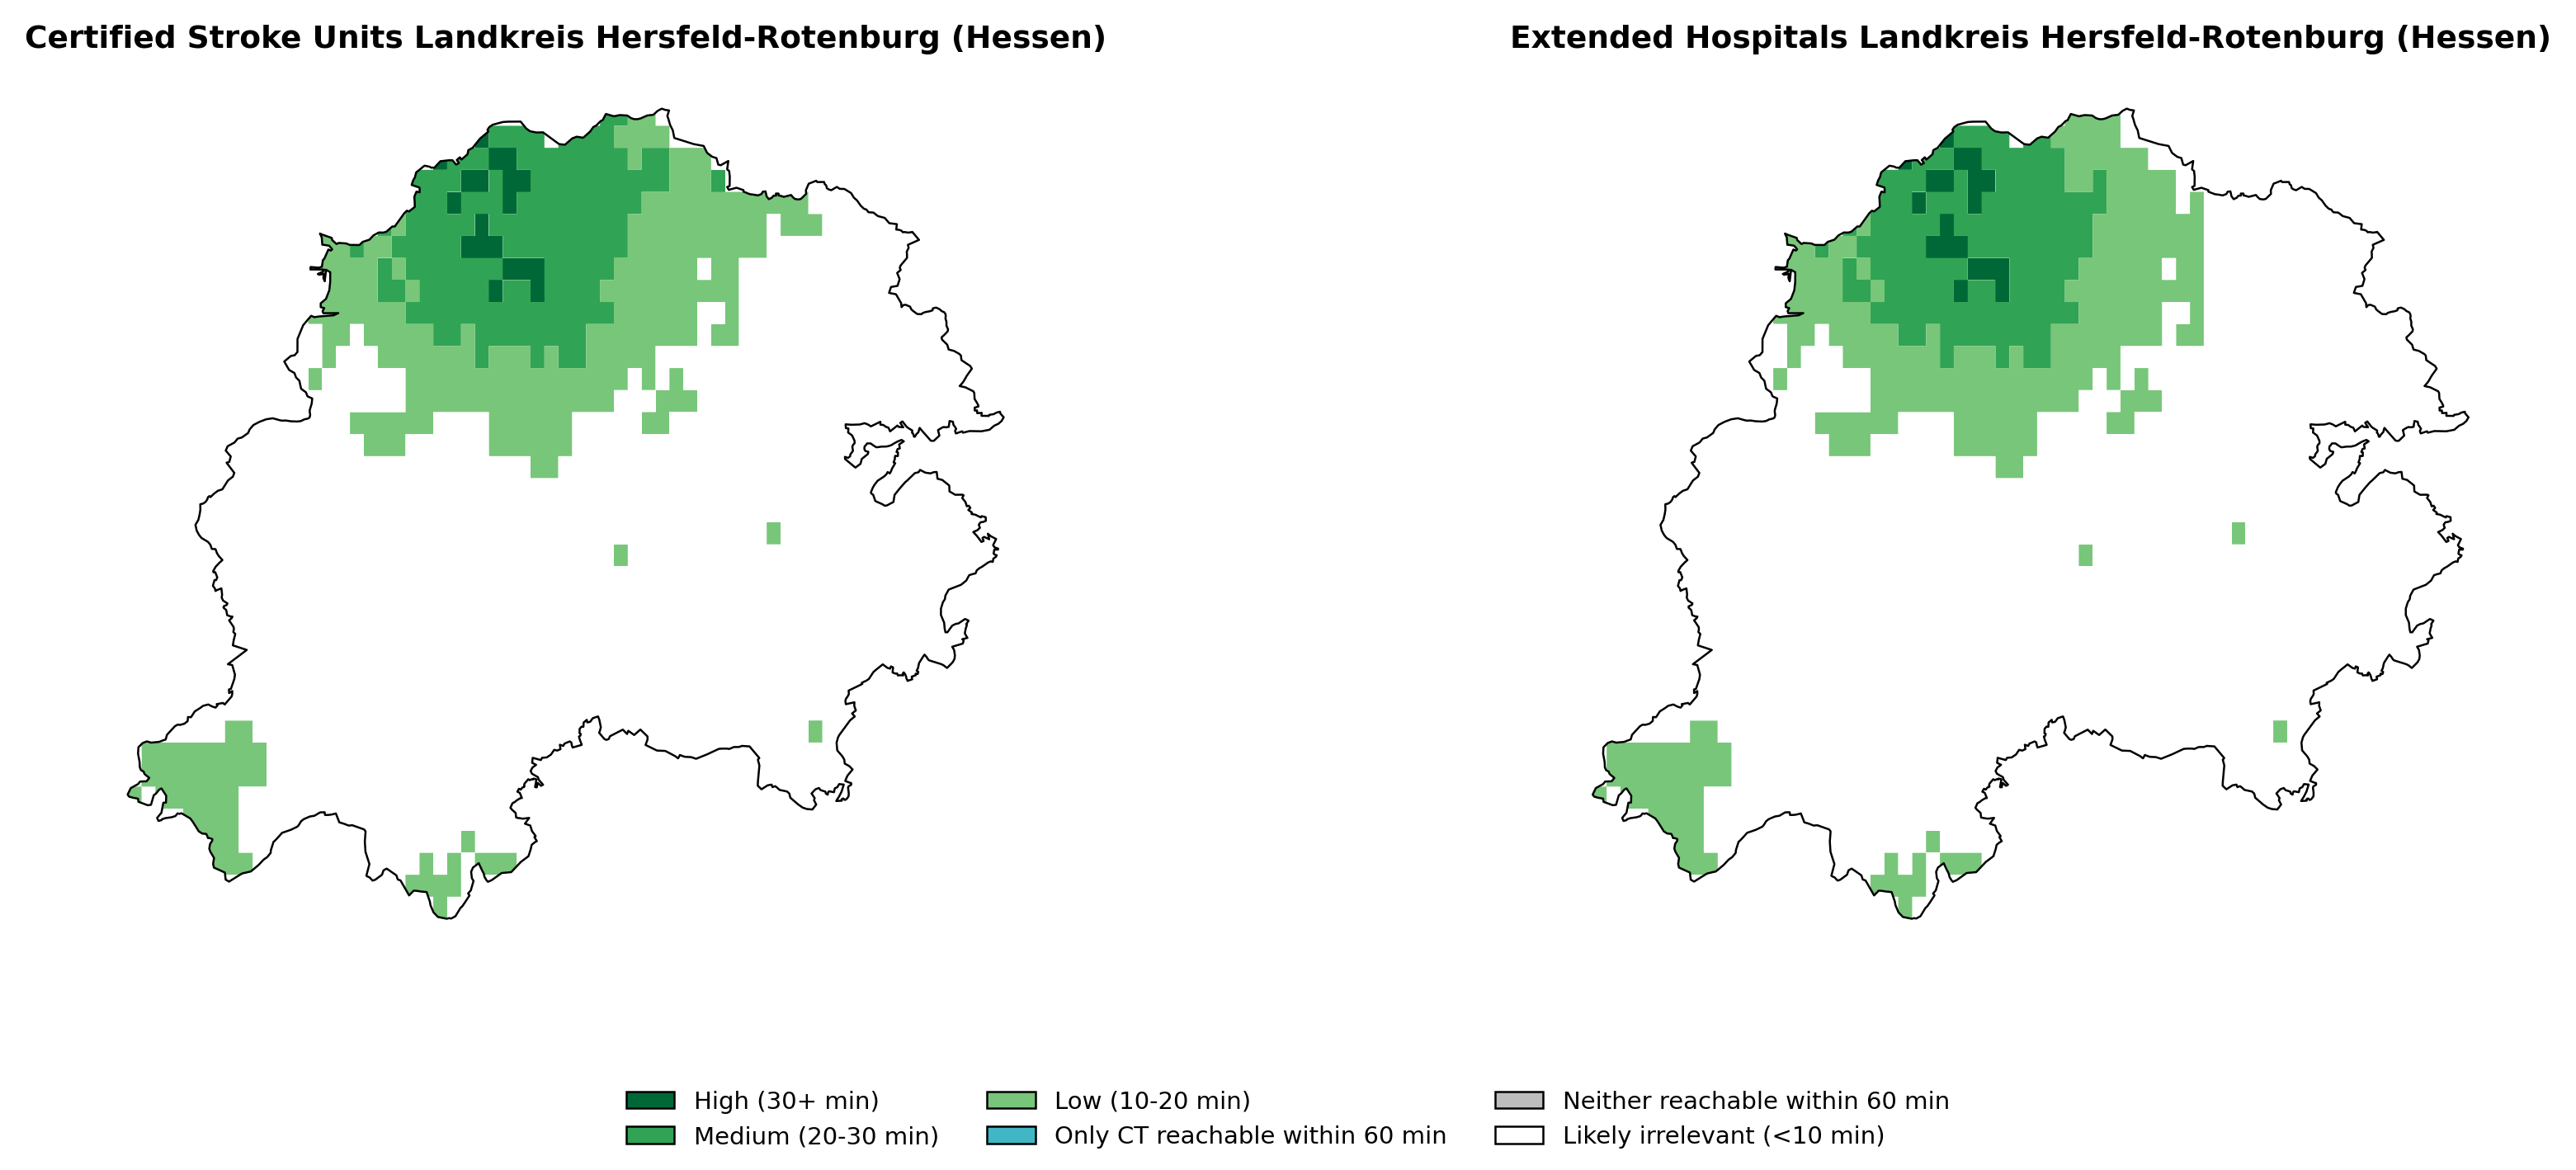 Certified Stroke Units Landkreis Hersfeld-Rotenburg (Hessen)
Extended Hospitals Landkreis Hersfeld-Rotenburg (Hessen)
High (30+ min)
Medium (20-30 min)
Low (10-20 min)
Only CT reachable within 60 min
Neither reachable within 60 min
Likely irrelevant (<10 min)